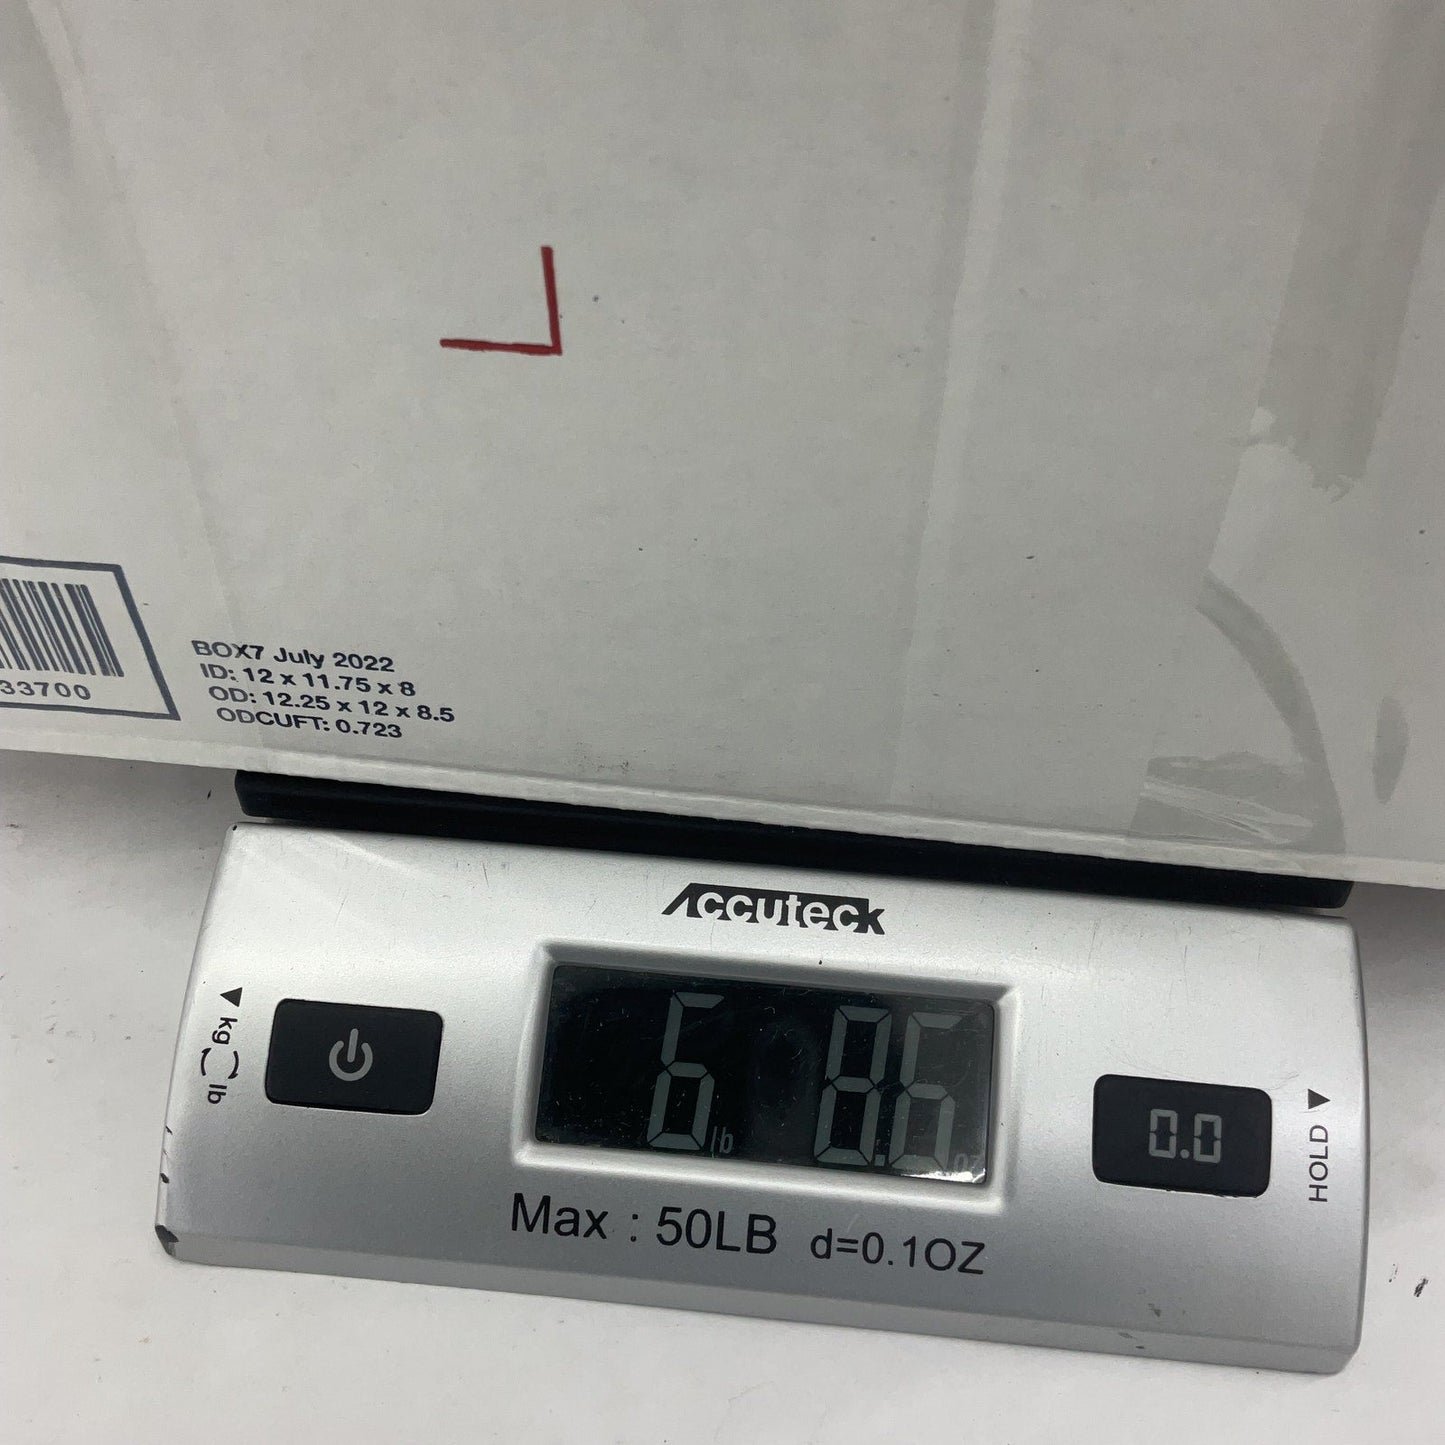 33700
BOX7 July 2022
ID: 12 x 11.75 x 8
OD: 12.25 x 12 x 8.5
ODCUFT: 0.723
Accuteck
kg lb
6 lb 8.6 oz
0.0
HOLD
Max : 50LB d=0.1OZ